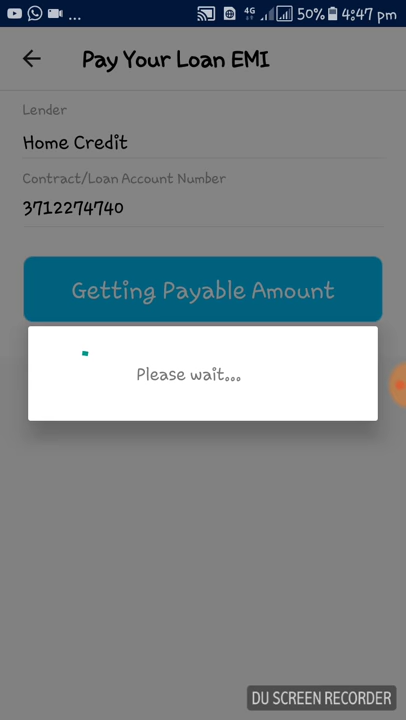 ... 4G 50% 4:47 pm
Pay Your Loan EMI
Lender
Home Credit
Contract/Loan Account Number
3712274740
Getting Payable Amount
Please wait...
DU SCREEN RECORDER